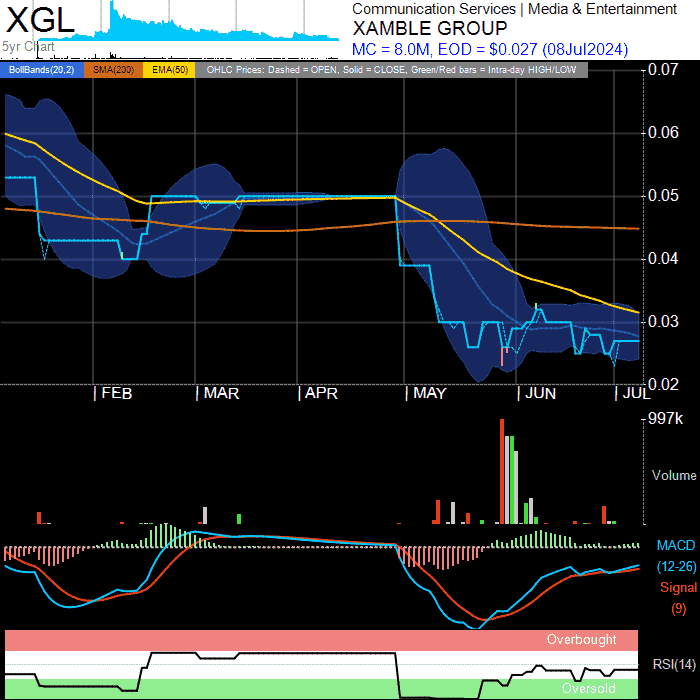 XGL
5yr Chart
Communication Services | Media & Entertainment
XAMBLE GROUP
MC = 8.0M, EOD = $0.027 (08Jul2024)
BollBands(20,2) SMA(200) EMA(50) OHLC Prices: Dashed = OPEN, Solid = CLOSE, Green/Red bars = Intra-day HIGH/LOW
0.07
0.06
0.05
0.04
0.03
0.02
| FEB | MAR | APR | MAY | JUN | JUL
997k
Volume
MACD
(12-26)
Signal
(9)
Overbought
RSI(14)
Oversold